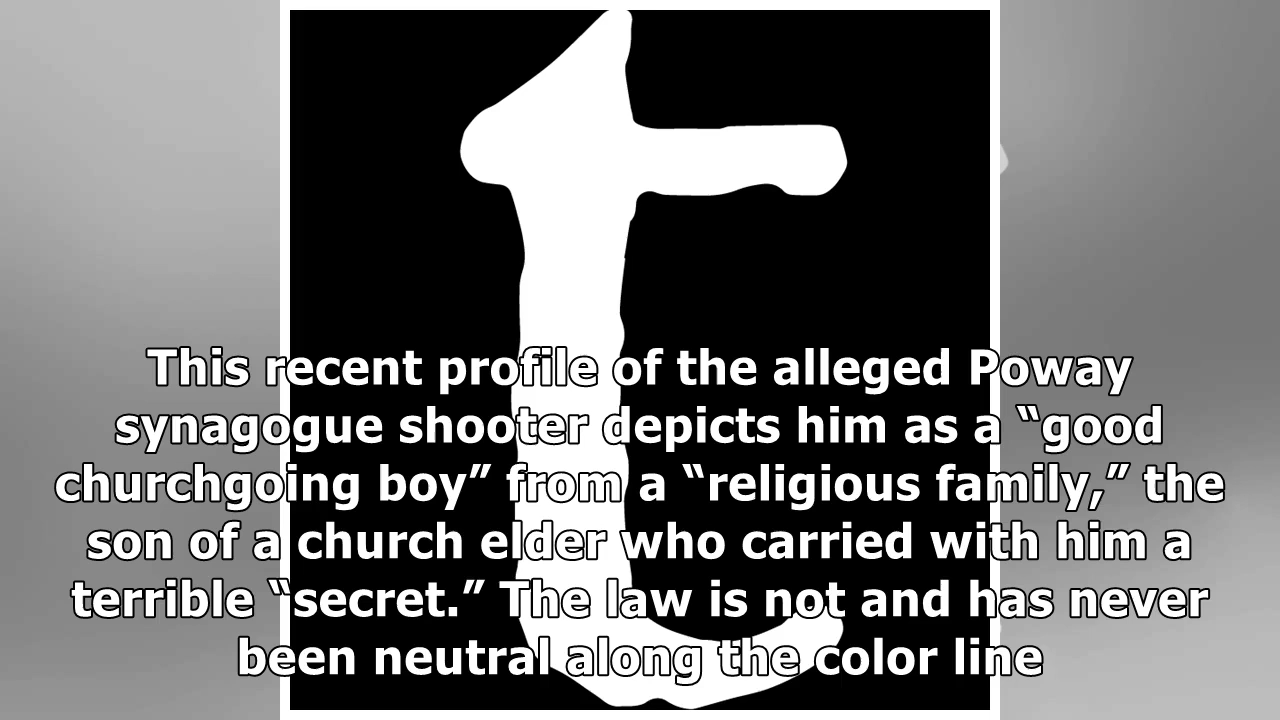 t
This recent profile of the alleged Poway
synagogue shooter depicts him as a “good
churchgoing boy” from a “religious family,” the
son of a church elder who carried with him a
terrible “secret.” The law is not and has never
been neutral along the color line